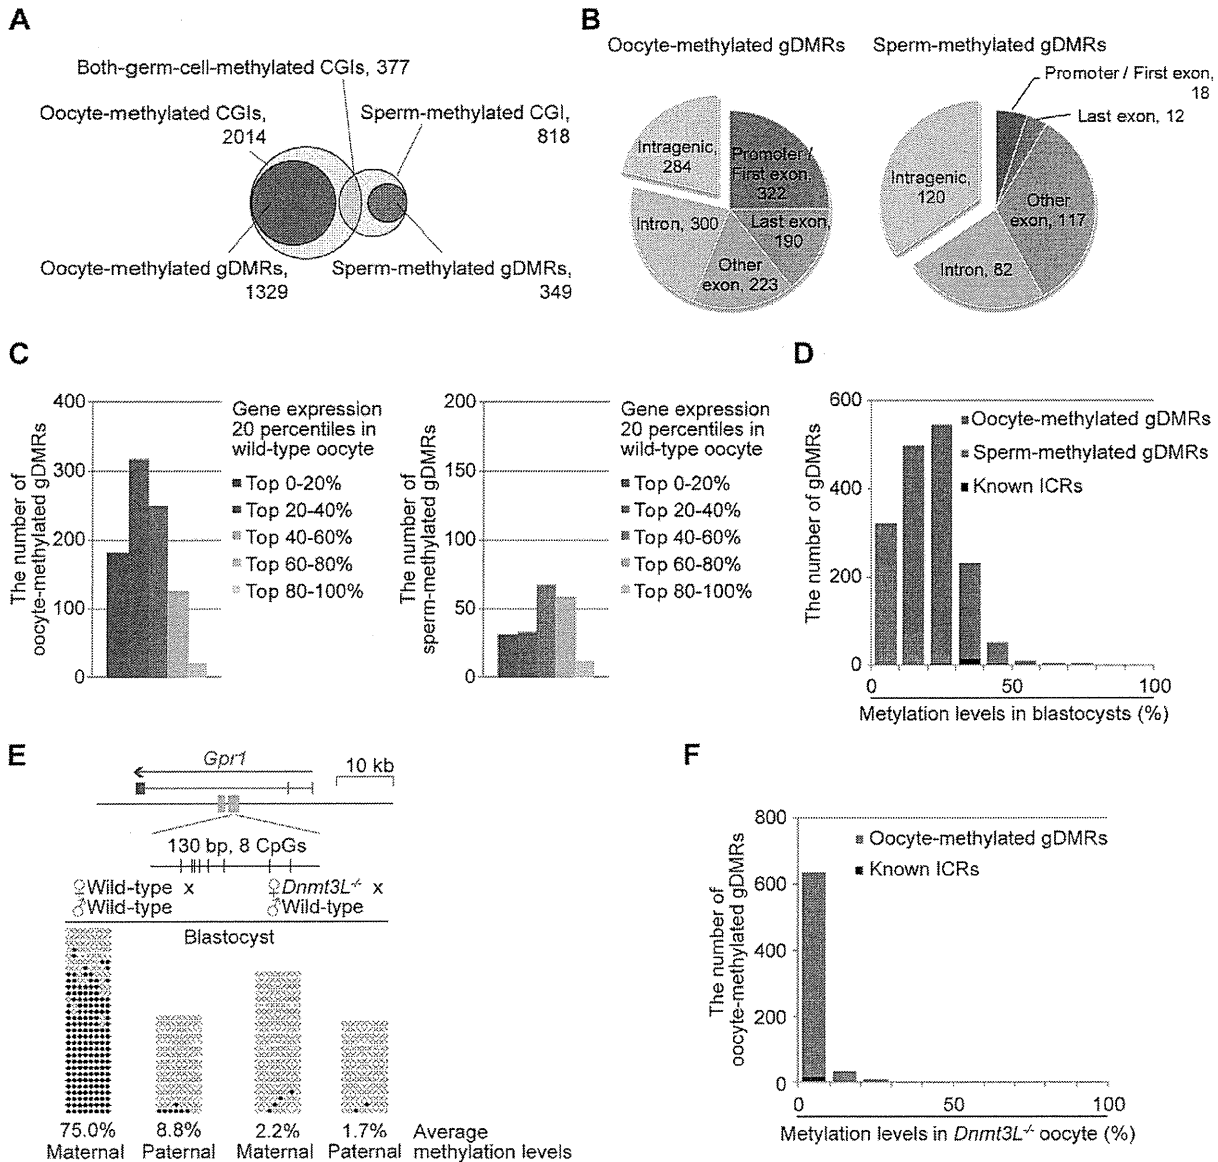 A
Both-germ-cell-methylated CGIs, 377
Oocyte-methylated CGIs,
2014
Sperm-methylated CGI,
818
Oocyte-methylated gDMRs,
1329
Sperm-methylated gDMRs,
349
B
Oocyte-methylated gDMRs
Intragenic,
284
Promoter /
First exon,
322
Intron, 300
Last exon,
190
Other
exon, 223
Sperm-methylated gDMRs
Promoter / First exon,
18
Last exon, 12
Intragenic,
120
Other
exon, 117
Intron, 82
C
The number of
oocyte-methylated gDMRs
400
300
200
100
0
Gene expression
20 percentiles in
wild-type oocyte
Top 0-20%
Top 20-40%
Top 40-60%
Top 60-80%
Top 80-100%
The number of
sperm-methylated gDMRs
200
150
100
50
0
Gene expression
20 percentiles in
wild-type oocyte
Top 0-20%
Top 20-40%
Top 40-60%
Top 60-80%
Top 80-100%
D
The number of gDMRs
600
400
200
0
Oocyte-methylated gDMRs
Sperm-methylated gDMRs
Known ICRs
0 50 100
Metylation levels in blastocysts (%)
E
Gpr1
10 kb
130 bp, 8 CpGs
♀Wild-type x
♂Wild-type
♀Dnmt3L-/- x
♂Wild-type
Blastocyst
75.0% 8.8% 2.2% 1.7% Average
Maternal Paternal Maternal Paternal methylation levels
F
The number of
oocyte-methylated gDMRs
800
600
400
200
0
Oocyte-methylated gDMRs
Known ICRs
0 50 100
Metylation levels in Dnmt3L-/- oocyte (%)